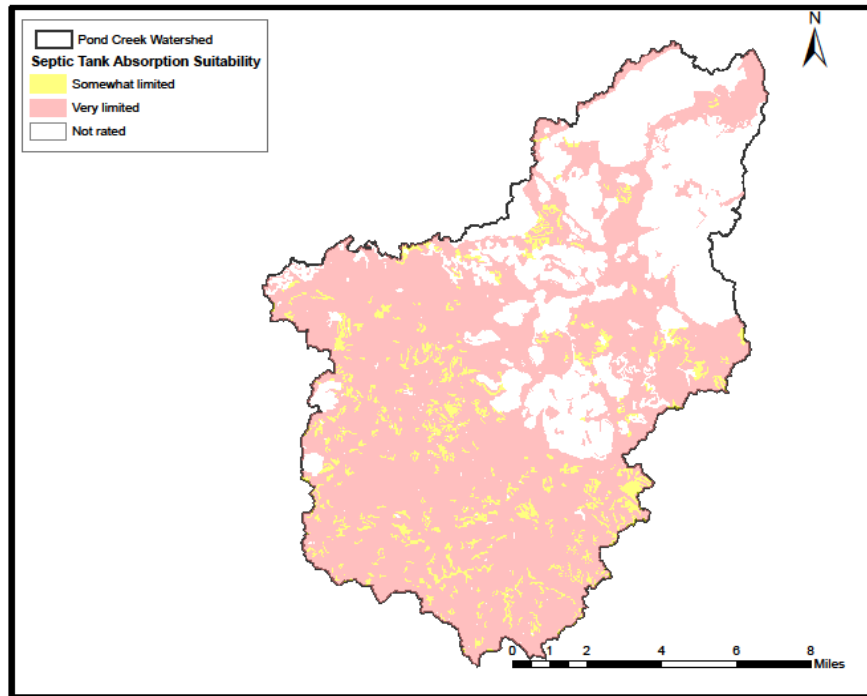 Pond Creek Watershed
Septic Tank Absorption Suitability
Somewhat limited
Very limited
Not rated
N
0 1 2 4 6 8
Miles